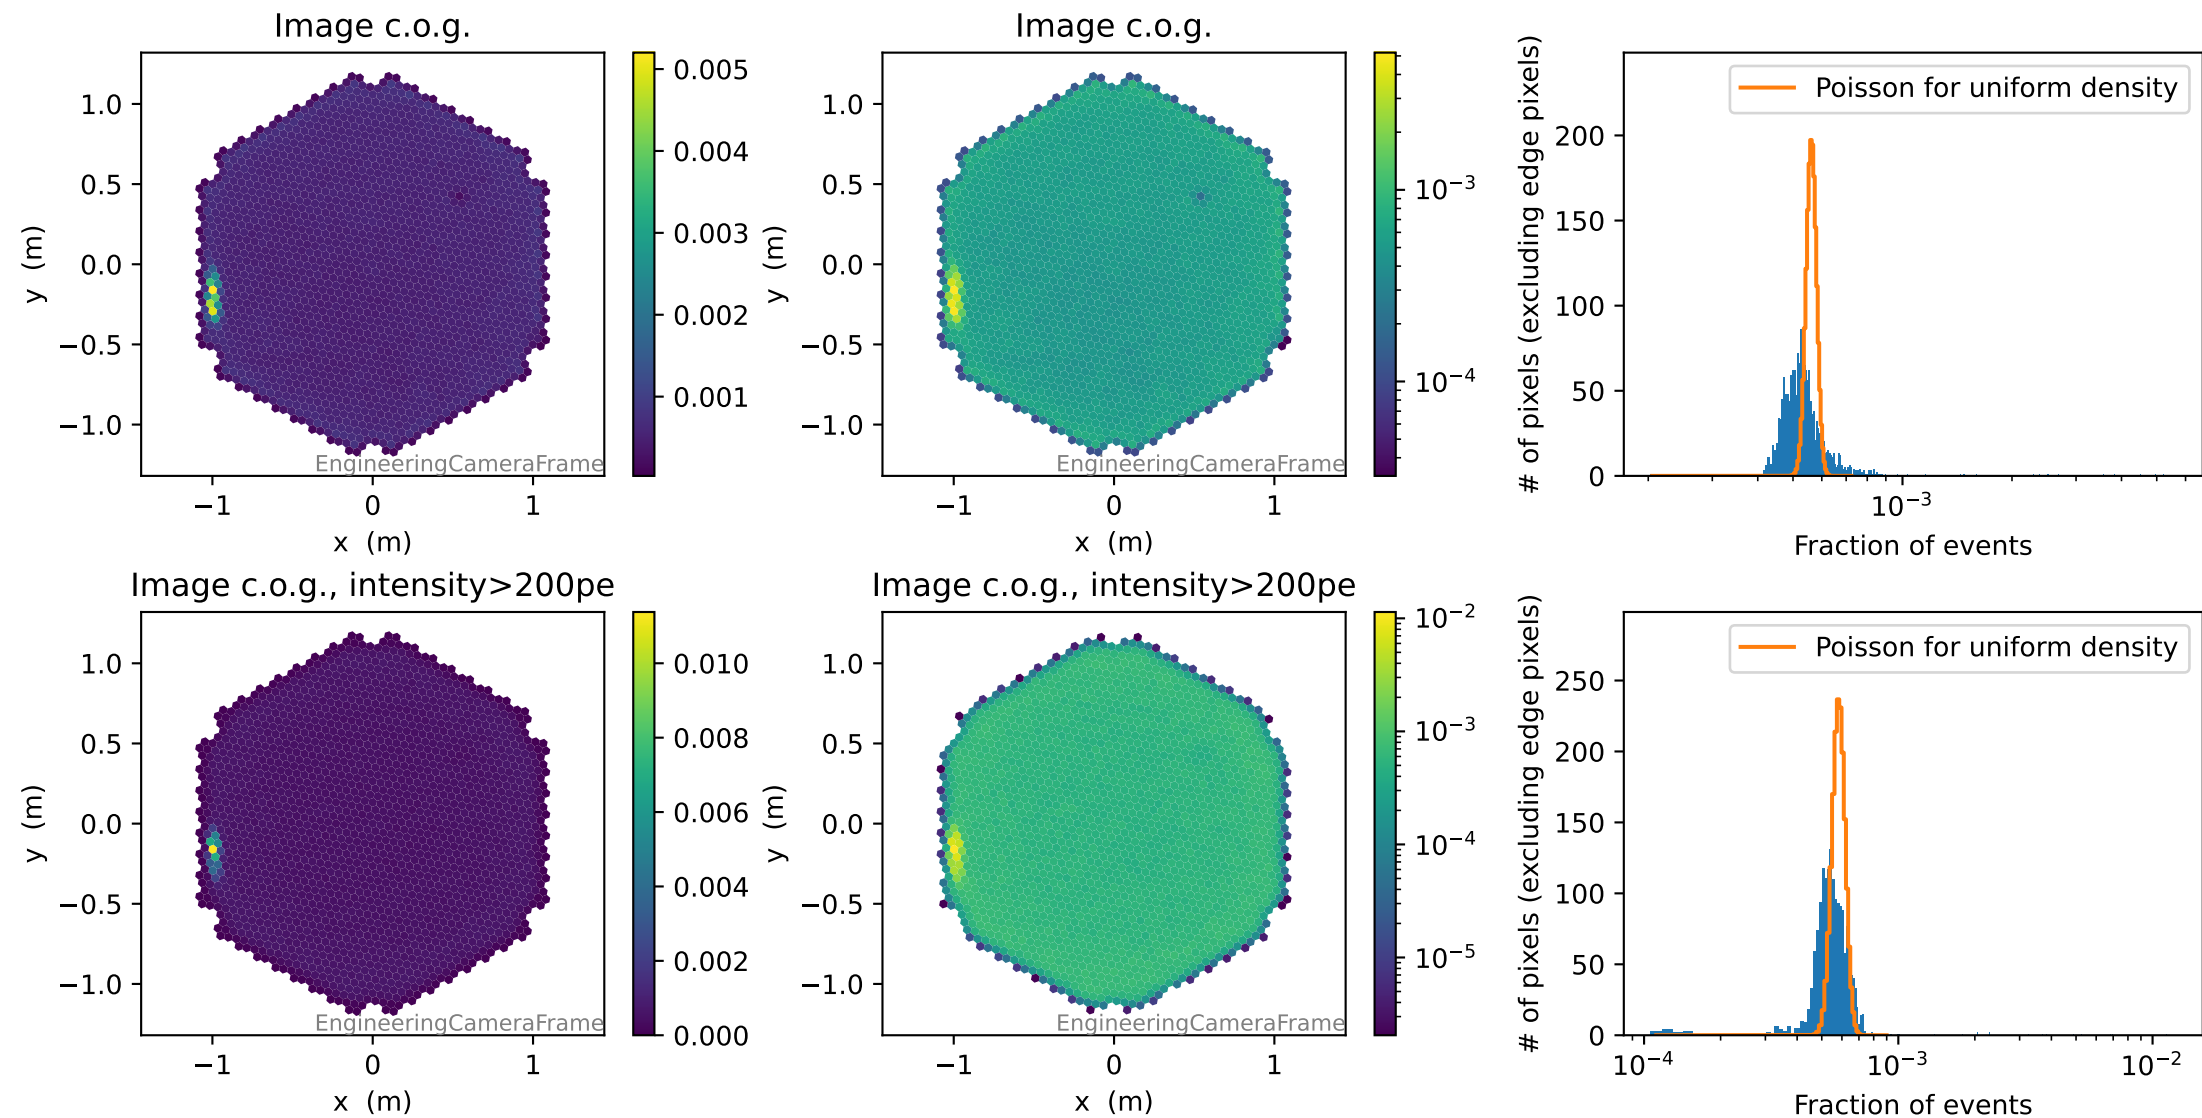 Image c.o.g.
1.0
0.5
0.0
−0.5
−1.0
y (m)
−1
0
1
x (m)
EngineeringCameraFrame
0.005
0.004
0.003
0.002
0.001
Image c.o.g.
1.0
0.5
0.0
−0.5
−1.0
y (m)
−1
0
1
x (m)
EngineeringCameraFrame
10⁻³
10⁻⁴
Poisson for uniform density
# of pixels (excluding edge pixels)
200
150
100
50
0
10⁻³
Fraction of events
Image c.o.g., intensity>200pe
1.0
0.5
0.0
−0.5
−1.0
y (m)
−1
0
1
x (m)
EngineeringCameraFrame
0.010
0.008
0.006
0.004
0.002
0.000
Image c.o.g., intensity>200pe
1.0
0.5
0.0
−0.5
−1.0
y (m)
−1
0
1
x (m)
EngineeringCameraFrame
10⁻²
10⁻³
10⁻⁴
10⁻⁵
Poisson for uniform density
# of pixels (excluding edge pixels)
250
200
150
100
50
0
10⁻⁴
10⁻³
10⁻²
Fraction of events